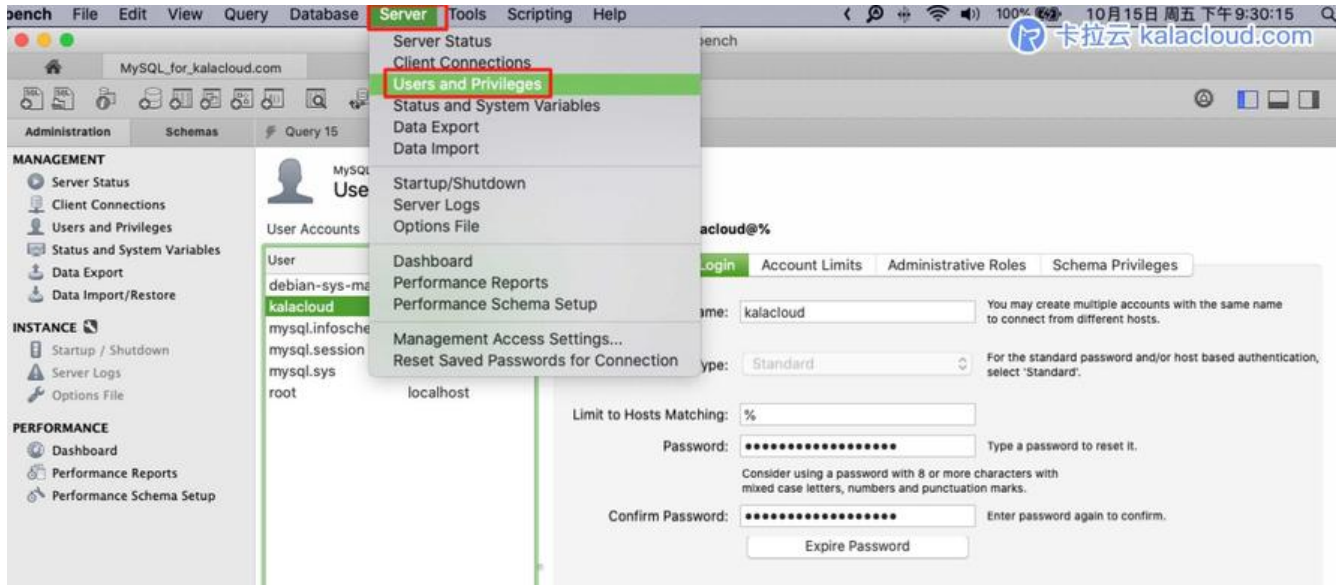 bench File Edit View Query Database Server Tools Scripting Help 100% 10月15日 周五 下午9:30:15
卡拉云 kalacloud.com
bench
MySQL_for_kalacloud.com
Administration Schemas Query 15
MANAGEMENT
Server Status
Client Connections
Users and Privileges
Status and System Variables
Data Export
Data Import/Restore
INSTANCE
Startup / Shutdown
Server Logs
Options File
PERFORMANCE
Dashboard
Performance Reports
Performance Schema Setup
Server Status
Client Connections
Users and Privileges
Status and System Variables
Data Export
Data Import
Startup/Shutdown
Server Logs
Options File
Dashboard
Performance Reports
Performance Schema Setup
Management Access Settings...
Reset Saved Passwords for Connection
MySQL
Use
User Accounts
User
debian-sys-ma
kalacloud
mysql.infosche
mysql.session
mysql.sys
root localhost
acloud@%
Login Account Limits Administrative Roles Schema Privileges
ame: kalacloud
You may create multiple accounts with the same name
to connect from different hosts.
ype: Standard
For the standard password and/or host based authentication,
select 'Standard'.
Limit to Hosts Matching: %
Password: ••••••••••••••••••
Type a password to reset it.
Consider using a password with 8 or more characters with
mixed case letters, numbers and punctuation marks.
Confirm Password: ••••••••••••••••••
Enter password again to confirm.
Expire Password